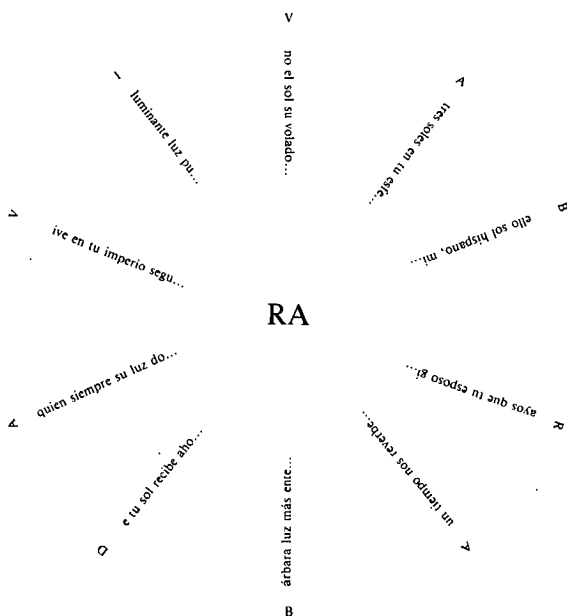 V no el sol su volado...
I luminante luz pu...
V ive en tu imperio segu...
A quien siempre su luz do...
D e tu sol recibe aho...
B árbara luz más ente...
A un tiempo nos reverbe...
R ayos que tu esposo gi...
B ello sol hispano, mi...
A tres soles en tu esfe...
RA